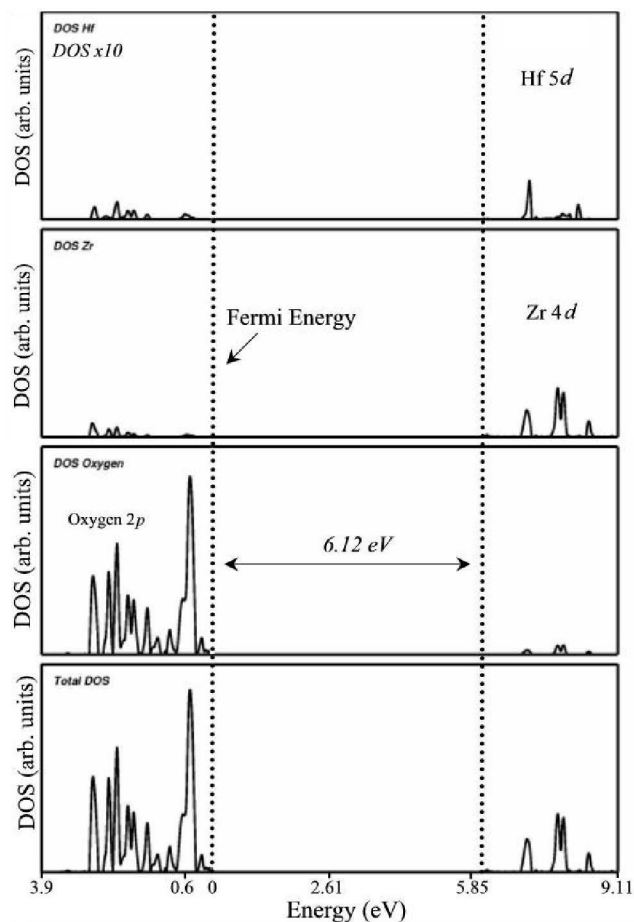 DOS Hf
DOS x10
Hf 5d
DOS (arb. units)
DOS Zr
Zr 4d
Fermi Energy
DOS (arb. units)
DOS Oxygen
Oxygen 2p
6.12 eV
DOS (arb. units)
Total DOS
DOS (arb. units)
3.9 0.6 0 2.61 5.85 9.11
Energy (eV)